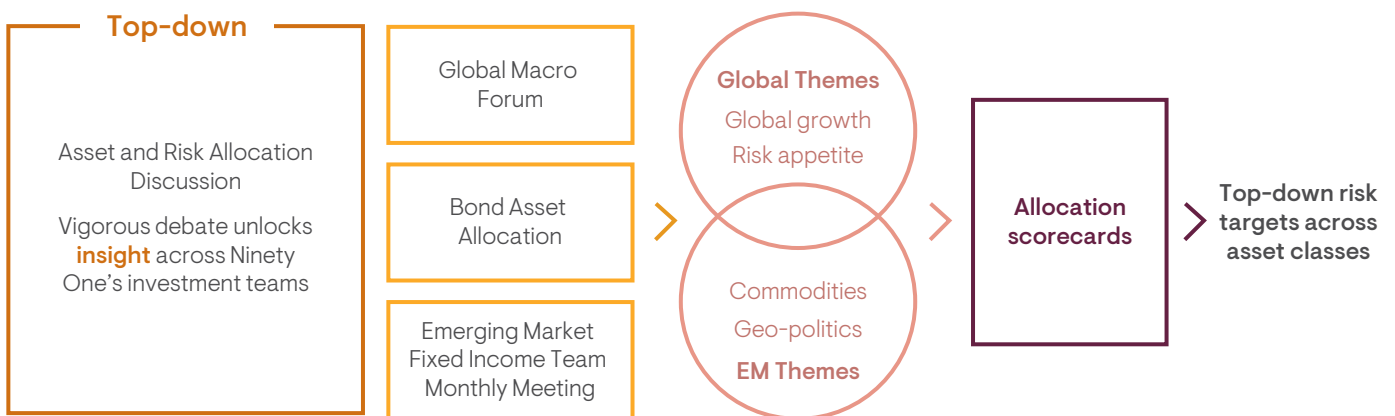 Top-down
Asset and Risk Allocation
Discussion
Vigorous debate unlocks
insight across Ninety
One’s investment teams
Global Macro
Forum
Bond Asset
Allocation
Emerging Market
Fixed Income Team
Monthly Meeting
Global Themes
Global growth
Risk appetite
Commodities
Geo-politics
EM Themes
Allocation
scorecards
Top-down risk
targets across
asset classes